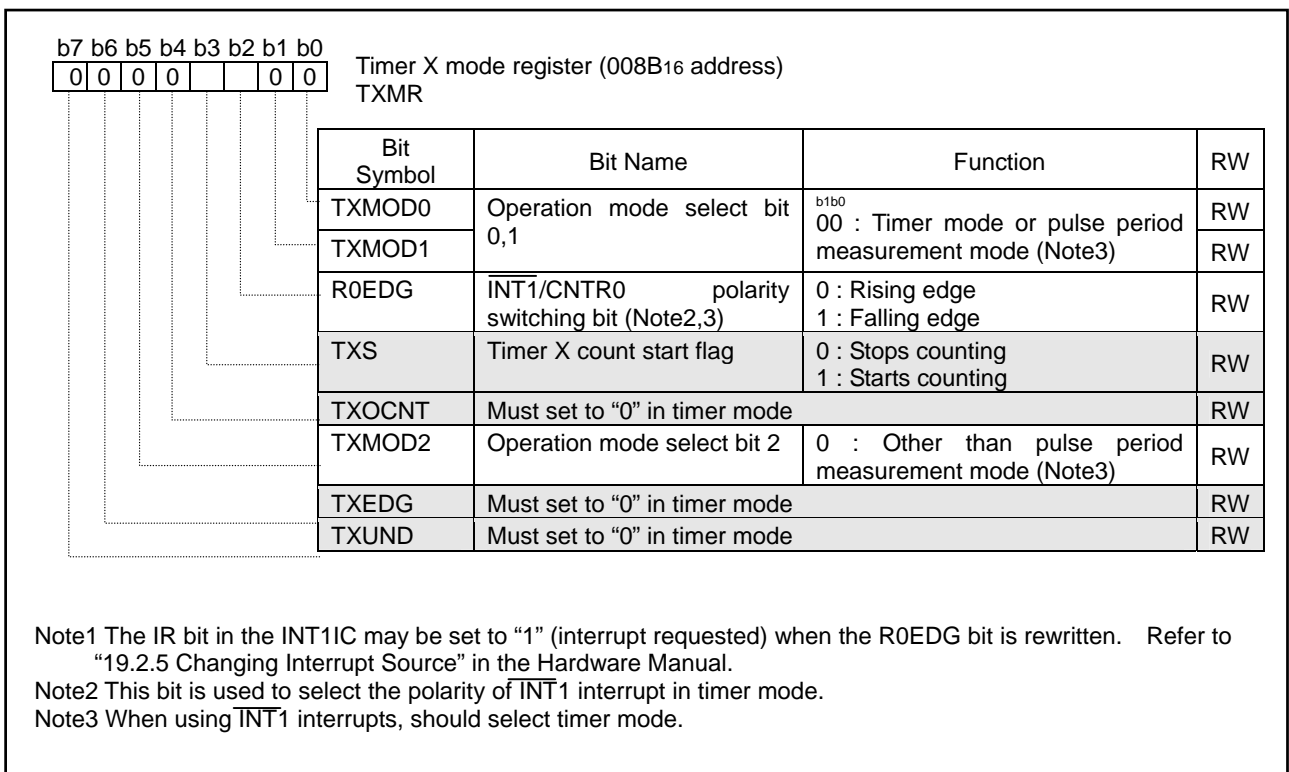 b7 b6 b5 b4 b3 b2 b1 b0
0 0 0 0 0 0
Timer X mode register (008B16 address)
TXMR
Bit Symbol Bit Name Function RW
TXMOD0 Operation mode select bit 0,1 b1b0 RW
00 : Timer mode or pulse period
TXMOD1 measurement mode (Note3) RW
R0EDG INT1/CNTR0 polarity 0 : Rising edge RW
switching bit (Note2,3) 1 : Falling edge
TXS Timer X count start flag 0 : Stops counting RW
1 : Starts counting
TXOCNT Must set to “0” in timer mode RW
TXMOD2 Operation mode select bit 2 0 : Other than pulse period RW
measurement mode (Note3)
TXEDG Must set to “0” in timer mode RW
TXUND Must set to “0” in timer mode RW
Note1 The IR bit in the INT1IC may be set to “1” (interrupt requested) when the R0EDG bit is rewritten. Refer to
“19.2.5 Changing Interrupt Source” in the Hardware Manual.
Note2 This bit is used to select the polarity of INT1 interrupt in timer mode.
Note3 When using INT1 interrupts, should select timer mode.